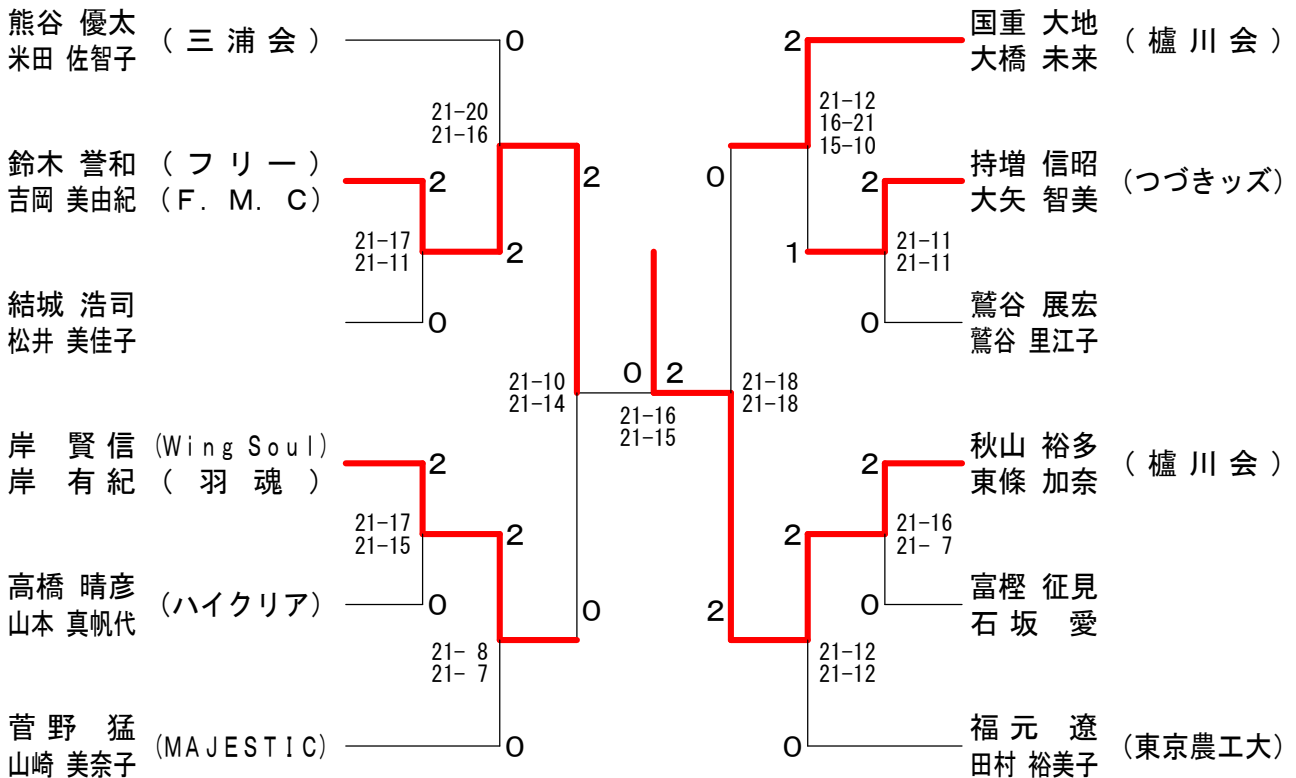 熊谷 優太
米田 佐智子
(三浦会)
0
21-20
21-16
鈴木 誉和 (フリー)
吉岡 美由紀 (F. M. C)
2
2
21-17
21-11
2
結城 浩司
松井 美佳子
0
21-10
21-14
岸 賢信 (Wing Soul)
岸 有紀 (羽魂)
2
21-17
21-15
2
高橋 晴彦
山本 真帆代
(ハイクリア)
0
0
21- 8
21- 7
菅野 猛
山崎 美奈子
(MAJESTIC)
0
0 2
21-16
21-15
2
国重 大地
大橋 未来
(櫨川会)
21-12
16-21
15-10
0
2
持増 信昭
大矢 智美
(つづきッズ)
1
21-11
21-11
0
鷲谷 展宏
鷲谷 里江子
21-18
21-18
2
秋山 裕多
東條 加奈
(櫨川会)
2
21-16
21- 7
2
0
富樫 征見
石坂 愛
21-12
21-12
0
福元 遼
田村 裕美子
(東京農工大)